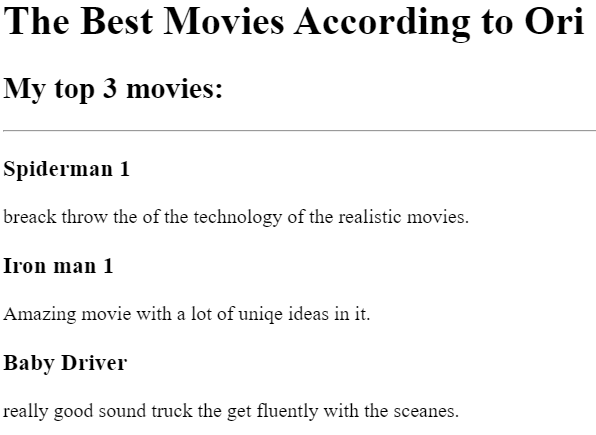 The Best Movies According to Ori
My top 3 movies:
Spiderman 1
breack throw the of the technology of the realistic movies.
Iron man 1
Amazing movie with a lot of uniqe ideas in it.
Baby Driver
really good sound truck the get fluently with the sceanes.